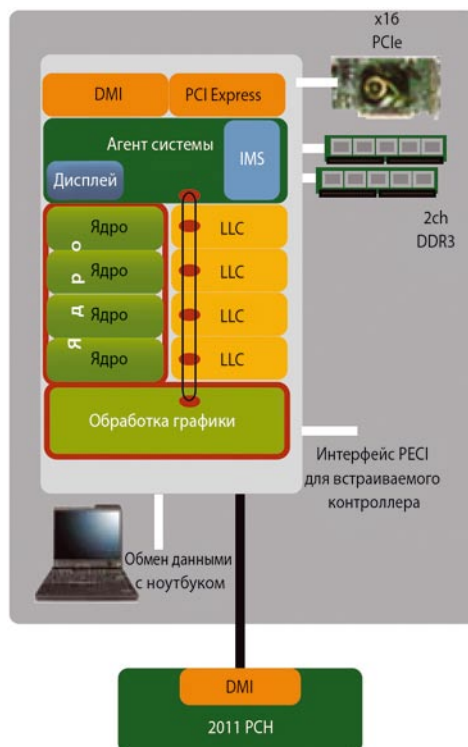 x16
PCIe
DMI
PCI Express
Агент системы
IMS
Дисплей
2ch
DDR3
Ядро
LLC
Ядро
LLC
Ядро
LLC
Ядро
LLC
Я Д Р О
Обработка графики
Интерфейс PECI
для встраиваемого
контроллера
Обмен данными
с ноутбуком
DMI
2011 PCH